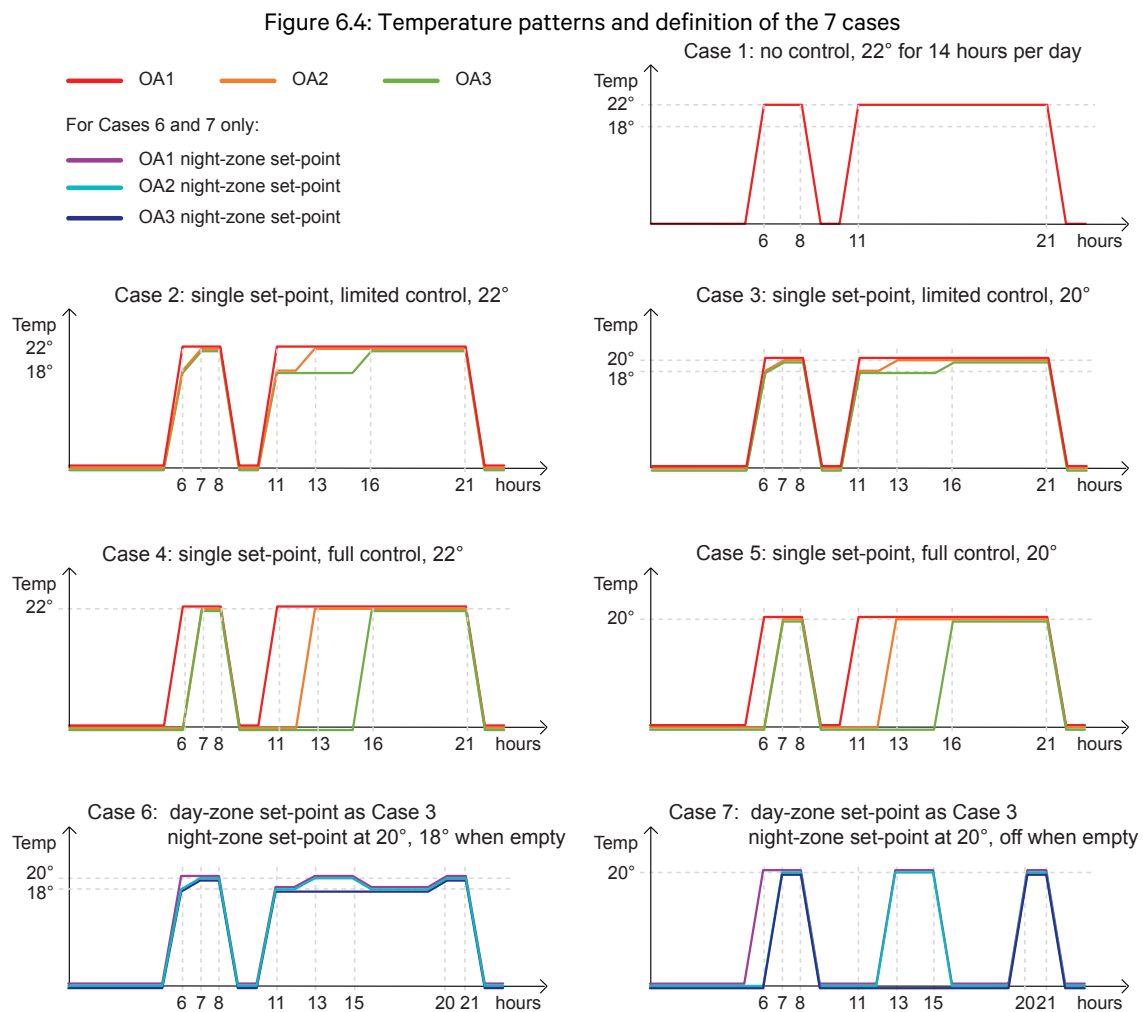 Figure 6.4: Temperature patterns and definition of the 7 cases
OA1 OA2 OA3
For Cases 6 and 7 only:
OA1 night-zone set-point
OA2 night-zone set-point
OA3 night-zone set-point
Case 1: no control, 22° for 14 hours per day
Temp
22°
18°
6 8 11 21 hours
Case 2: single set-point, limited control, 22°
Temp
22°
18°
6 7 8 11 13 16 21 hours
Case 3: single set-point, limited control, 20°
Temp
20°
18°
6 7 8 11 13 16 21 hours
Case 4: single set-point, full control, 22°
Temp
22°
6 7 8 11 13 16 21 hours
Case 5: single set-point, full control, 20°
Temp
20°
6 7 8 11 13 16 21 hours
Case 6: day-zone set-point as Case 3
night-zone set-point at 20°, 18° when empty
Temp
20°
18°
6 7 8 11 13 15 20 21 hours
Case 7: day-zone set-point as Case 3
night-zone set-point at 20°, off when empty
Temp
20°
6 7 8 11 13 15 20 21 hours